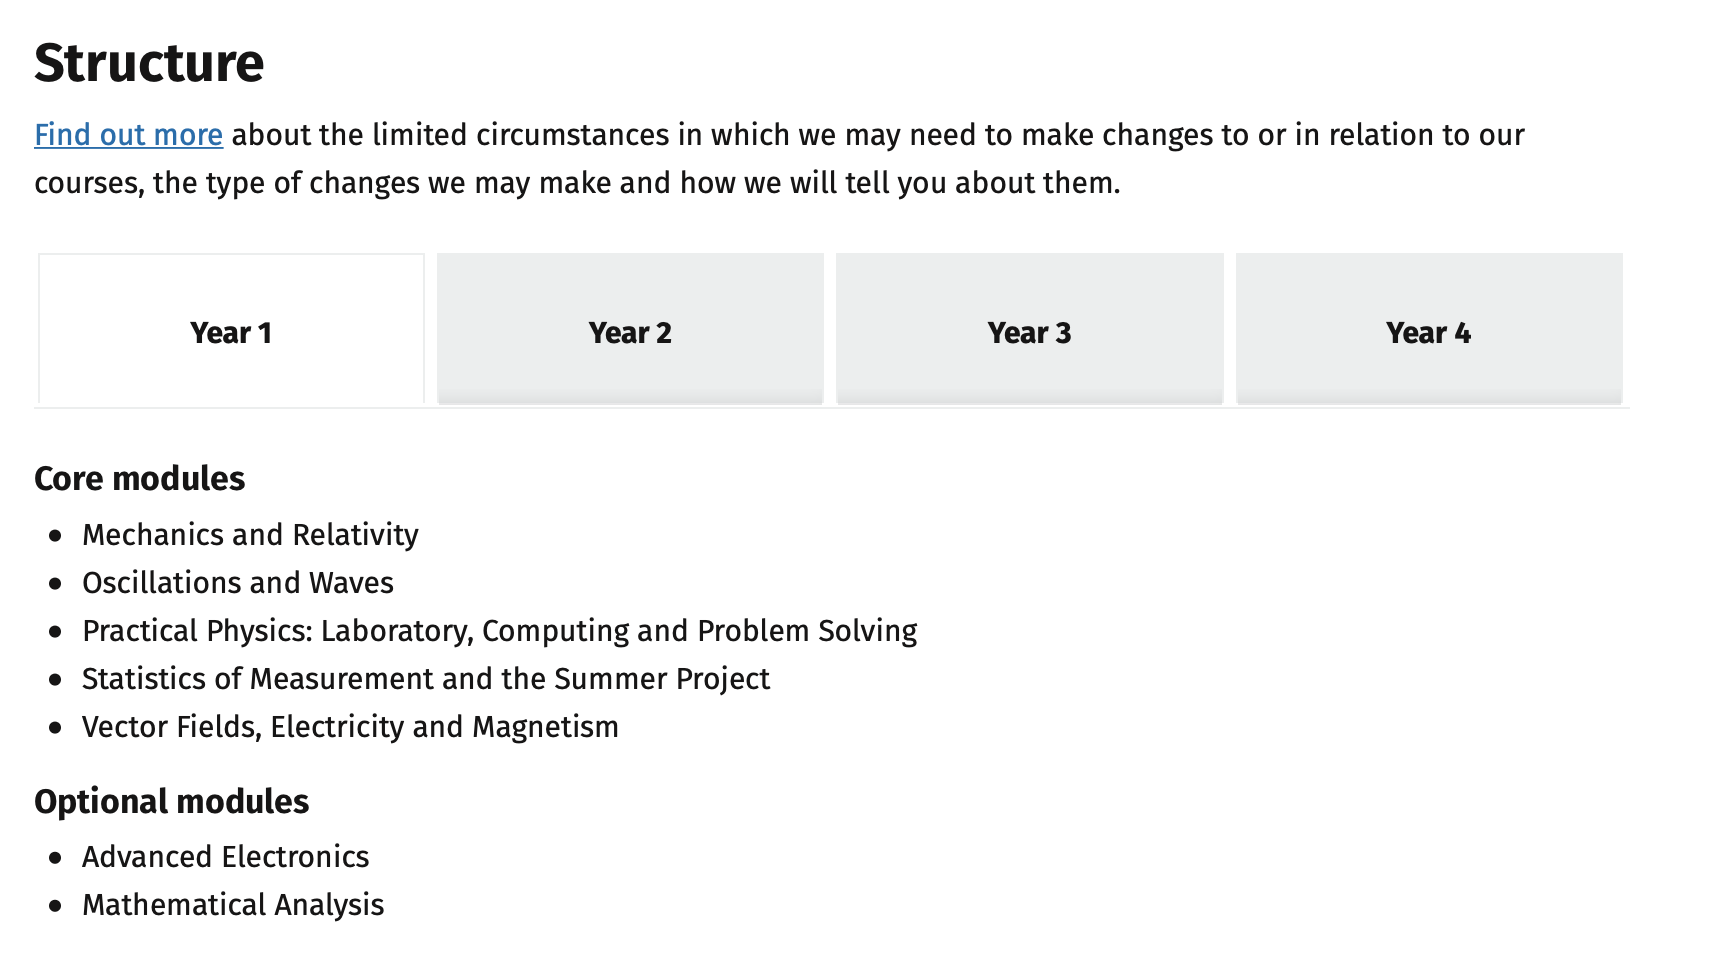 Structure
Find out more about the limited circumstances in which we may need to make changes to or in relation to our
courses, the type of changes we may make and how we will tell you about them.
Year 1
Year 2
Year 3
Year 4
Core modules
Mechanics and Relativity
Oscillations and Waves
Practical Physics: Laboratory, Computing and Problem Solving
Statistics of Measurement and the Summer Project
Vector Fields, Electricity and Magnetism
Optional modules
Advanced Electronics
Mathematical Analysis